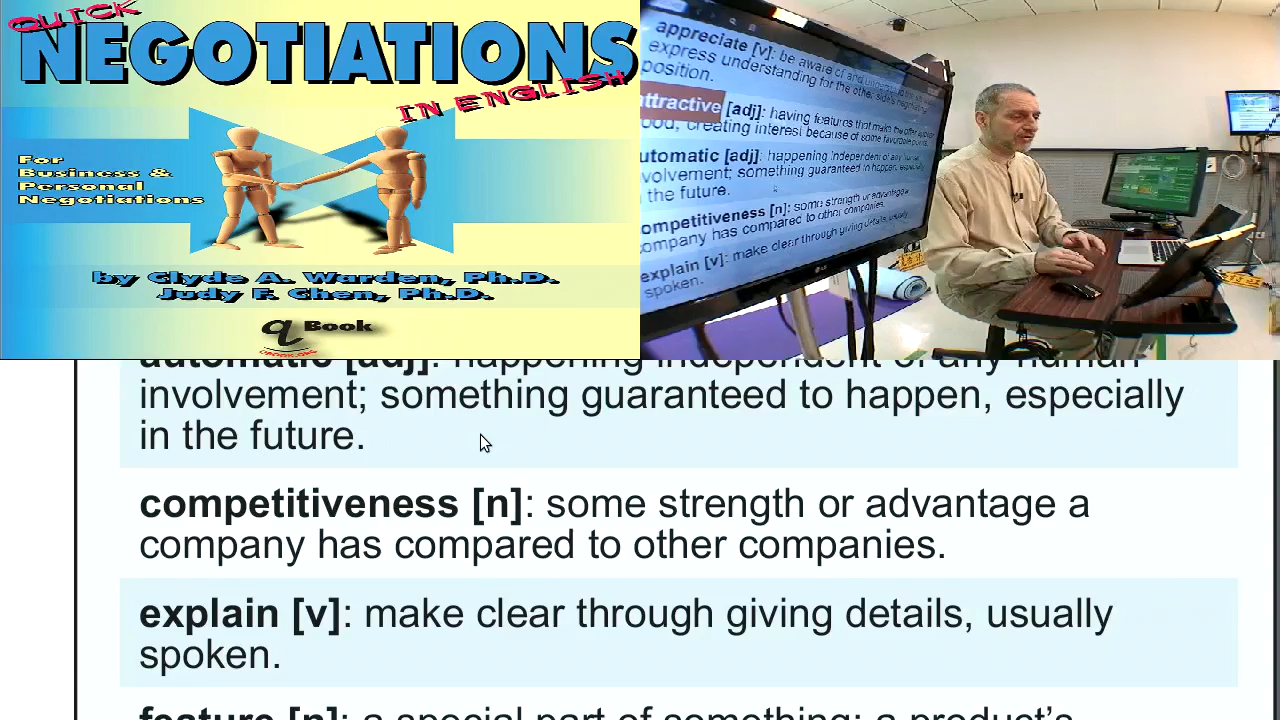 QUICK
NEGOTIATIONS
IN ENGLISH
For
Business &
Personal
Negotiations
by Clyde A. Warden, Ph.D.
Judy F. Chen, Ph.D.
q Book
appreciate [v]: be aware of and
express understanding for the other side's
position.
attractive [adj]: having features that make the offer appear
good; creating interest because of some favorable points.
automatic [adj]: happening independent of any human
involvement; something guaranteed in happen, especially
in the future.
competitiveness [n]: some strength or advantage a
company has compared to other companies.
explain [v]: make clear through giving details, usually
spoken.
LG
automatic [adj]: happening independent of any human
involvement; something guaranteed to happen, especially
in the future.
competitiveness [n]: some strength or advantage a
company has compared to other companies.
explain [v]: make clear through giving details, usually
spoken.
feature [n]: a special part of something; a product's